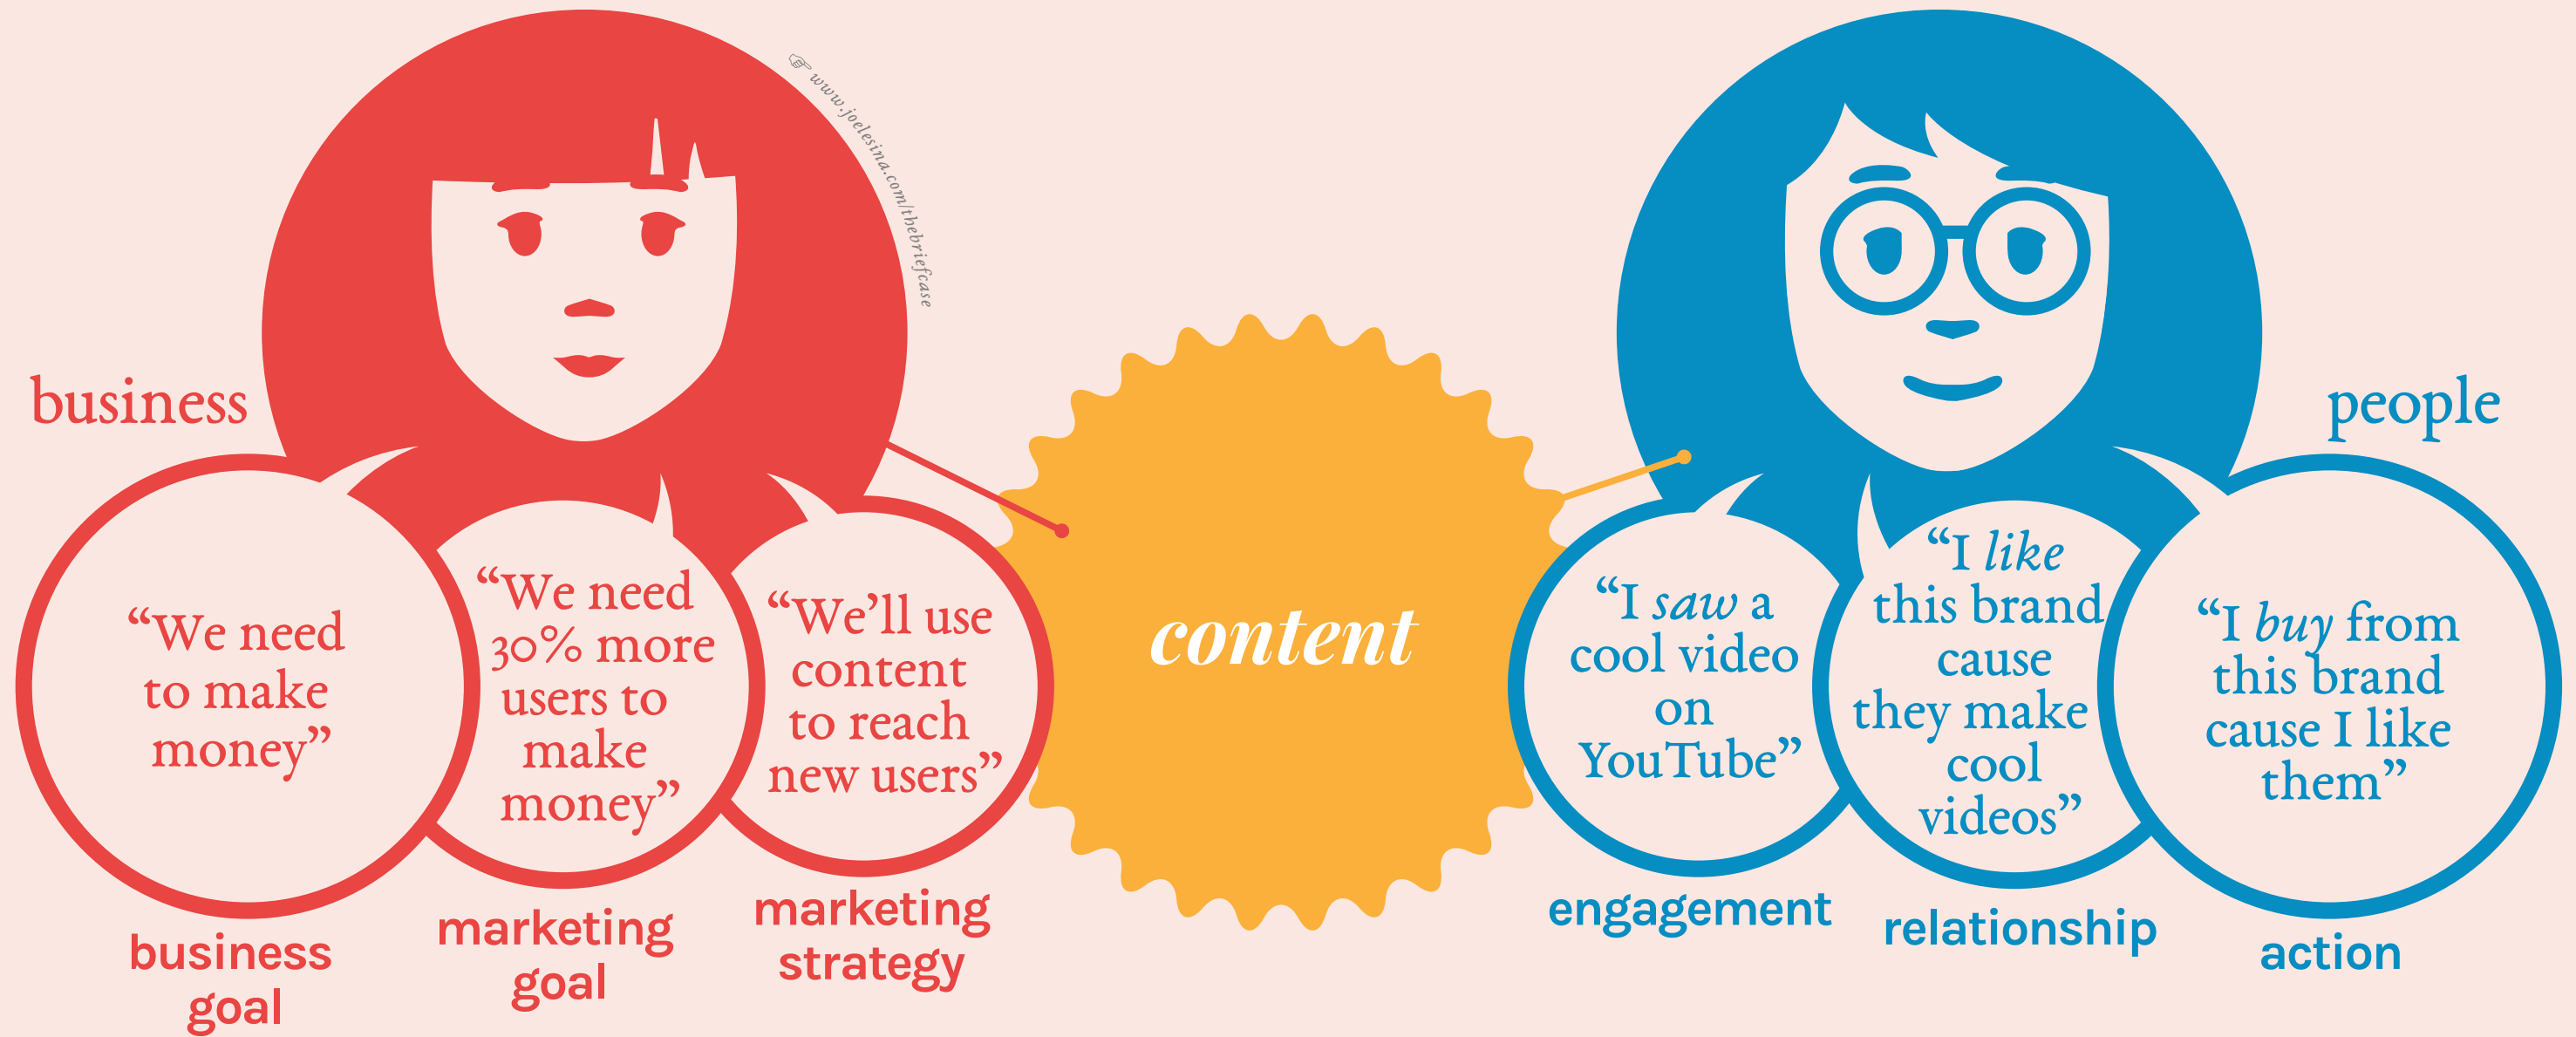 ☞ www.joelesina.com/thebriefcase
business
“We need
to make
money”
business
goal
“We need
30% more
users to
make
money”
marketing
goal
“We’ll use
content
to reach
new users”
marketing
strategy
content
people
“I saw a
cool video
on
YouTube”
engagement
“I like
this brand
cause
they make
cool
videos”
relationship
“I buy from
this brand
cause I like
them”
action